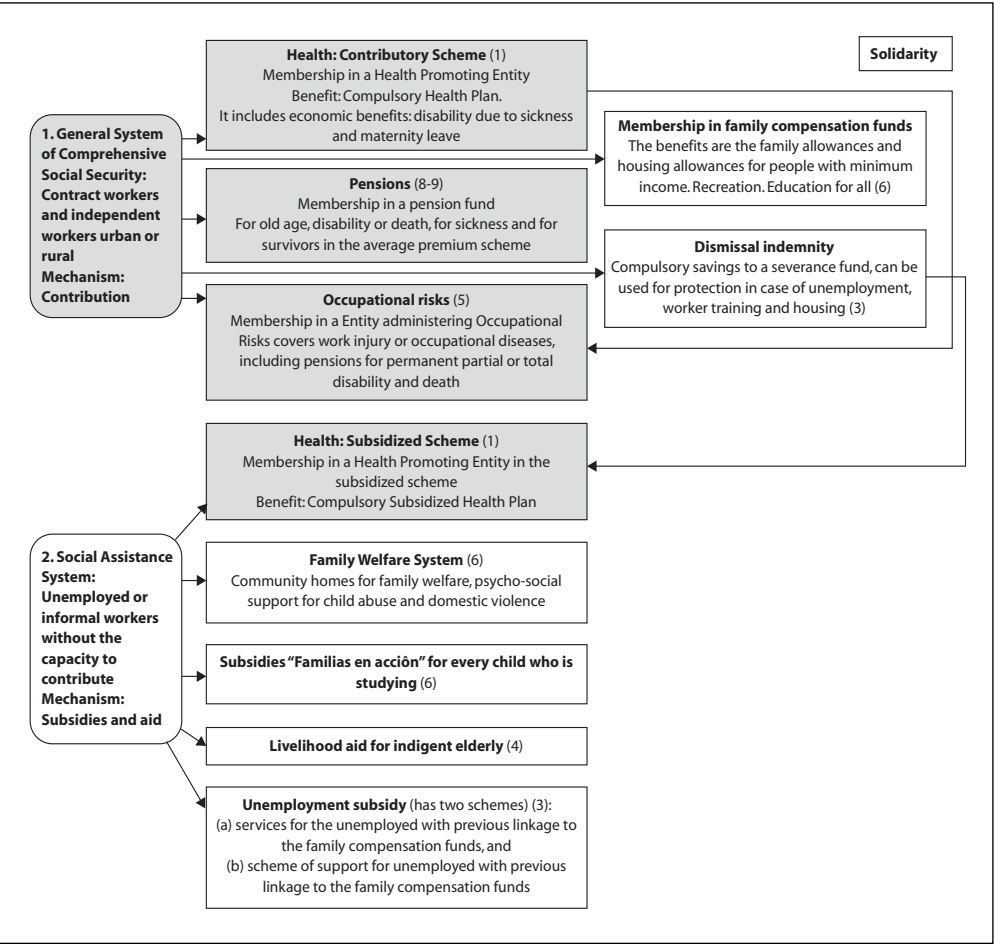 Solidarity
1. General System
of Comprehensive
Social Security:
Contract workers
and independent
workers urban or
rural
Mechanism:
Contribution
Health: Contributory Scheme (1)
Membership in a Health Promoting Entity
Benefit: Compulsory Health Plan.
It includes economic benefits: disability due to sickness
and maternity leave
Membership in family compensation funds
The benefits are the family allowances and
housing allowances for people with minimum
income. Recreation. Education for all (6)
Pensions (8-9)
Membership in a pension fund
For old age, disability or death, for sickness and for
survivors in the average premium scheme
Dismissal indemnity
Compulsory savings to a severance fund, can be
used for protection in case of unemployment,
worker training and housing (3)
Occupational risks (5)
Membership in a Entity administering Occupational
Risks covers work injury or occupational diseases,
including pensions for permanent partial or total
disability and death
2. Social Assistance
System:
Unemployed or
informal workers
without the
capacity to
contribute
Mechanism:
Subsidies and aid
Health: Subsidized Scheme (1)
Membership in a Health Promoting Entity in the
subsidized scheme
Benefit: Compulsory Subsidized Health Plan
Family Welfare System (6)
Community homes for family welfare, psycho-social
support for child abuse and domestic violence
Subsidies “Familias en acciôn” for every child who is
studying (6)
Livelihood aid for indigent elderly (4)
Unemployment subsidy (has two schemes) (3):
(a) services for the unemployed with previous linkage to
the family compensation funds, and
(b) scheme of support for unemployed with previous
linkage to the family compensation funds